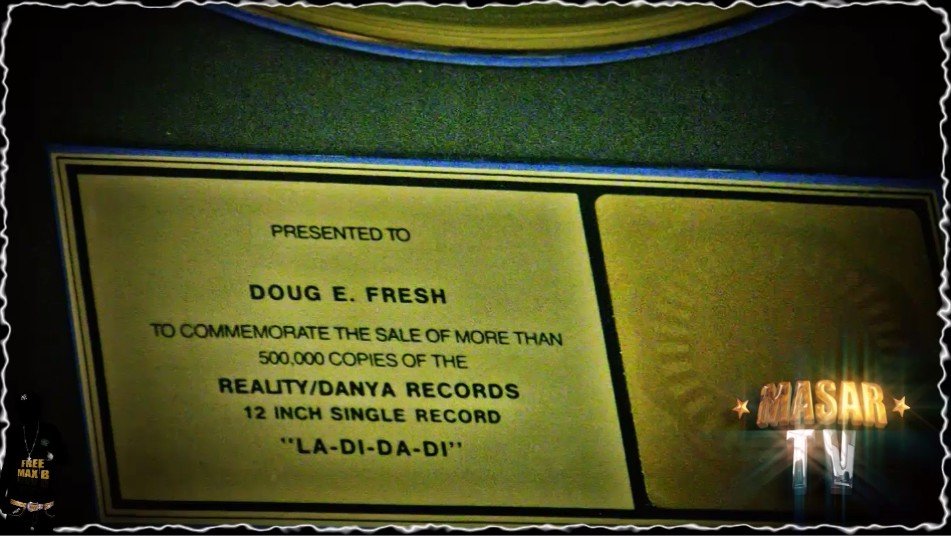 PRESENTED TO
DOUG E. FRESH
TO COMMEMORATE THE SALE OF MORE THAN
500,000 COPIES OF THE
REALITY/DANYA RECORDS
12 INCH SINGLE RECORD
"LA-DI-DA-DI"
MASAR
TV
FREE
MAX B